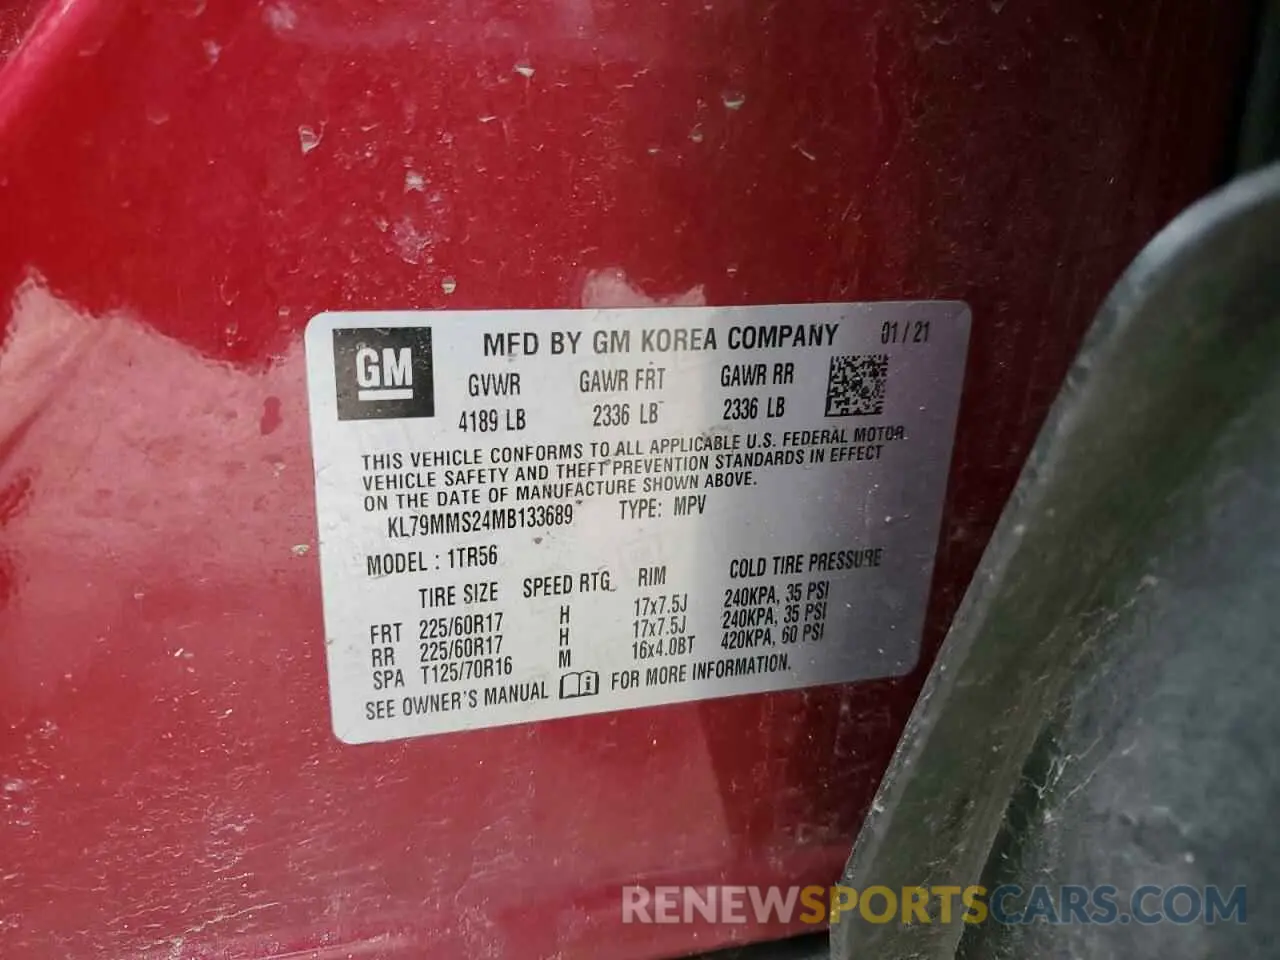 GM
MFD BY GM KOREA COMPANY 01/21
GVWR GAWR FRT GAWR RR
4189 LB 2336 LB 2336 LB
THIS VEHICLE CONFORMS TO ALL APPLICABLE U.S. FEDERAL MOTOR
VEHICLE SAFETY AND THEFT PREVENTION STANDARDS IN EFFECT
ON THE DATE OF MANUFACTURE SHOWN ABOVE.
KL79MMS24MB133689 TYPE: MPV
MODEL : 1TR56
TIRE SIZE SPEED RTG RIM COLD TIRE PRESSURE
FRT 225/60R17 H 17x7.5J 240KPA, 35 PSI
RR 225/60R17 H 17x7.5J 240KPA, 35 PSI
SPA T125/70R16 M 16x4.0BT 420KPA, 60 PSI
SEE OWNER'S MANUAL i FOR MORE INFORMATION.
RENEWSPORTSCARS.COM